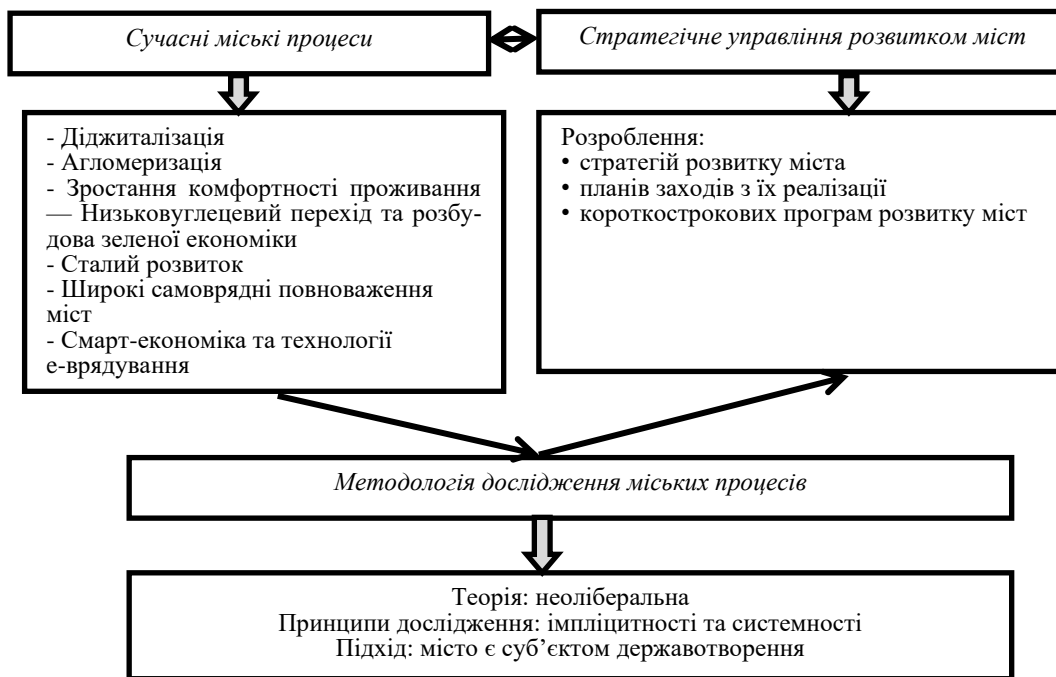 Сучасні міські процеси
Стратегічне управління розвитком міст
- Діджиталізація
- Агломеризація
- Зростання комфортності проживання
— Низьковуглецевий перехід та розбу-
дова зеленої економіки
- Сталий розвиток
- Широкі самоврядні повноваження
міст
- Смарт-економіка та технології
е-врядування
Розроблення:
• стратегій розвитку міста
• планів заходів з їх реалізації
• короткострокових програм розвитку міст
Методологія дослідження міських процесів
Теорія: неоліберальна
Принципи дослідження: імпліцитності та системності
Підхід: місто є суб’єктом державотворення